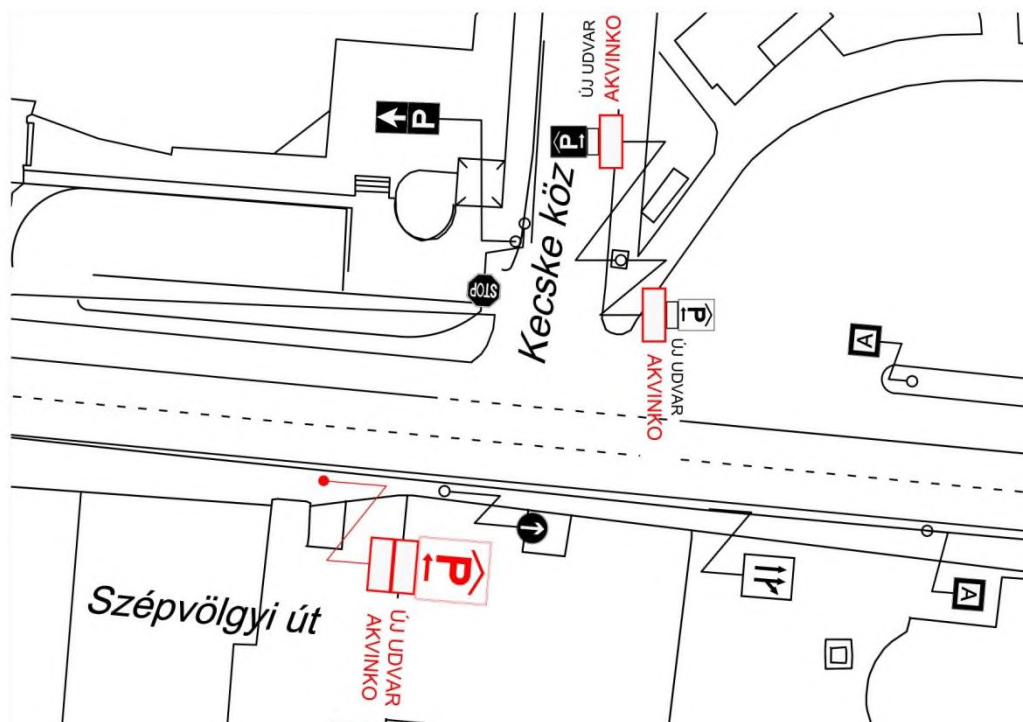 ÚJ UDVAR
AKVINKO
P
P
Kecske köz
STOP
P
ÚJ UDVAR
AKVINKO
A
P
A
Szépvölgyi út
ÚJ UDVAR
AKVINKO